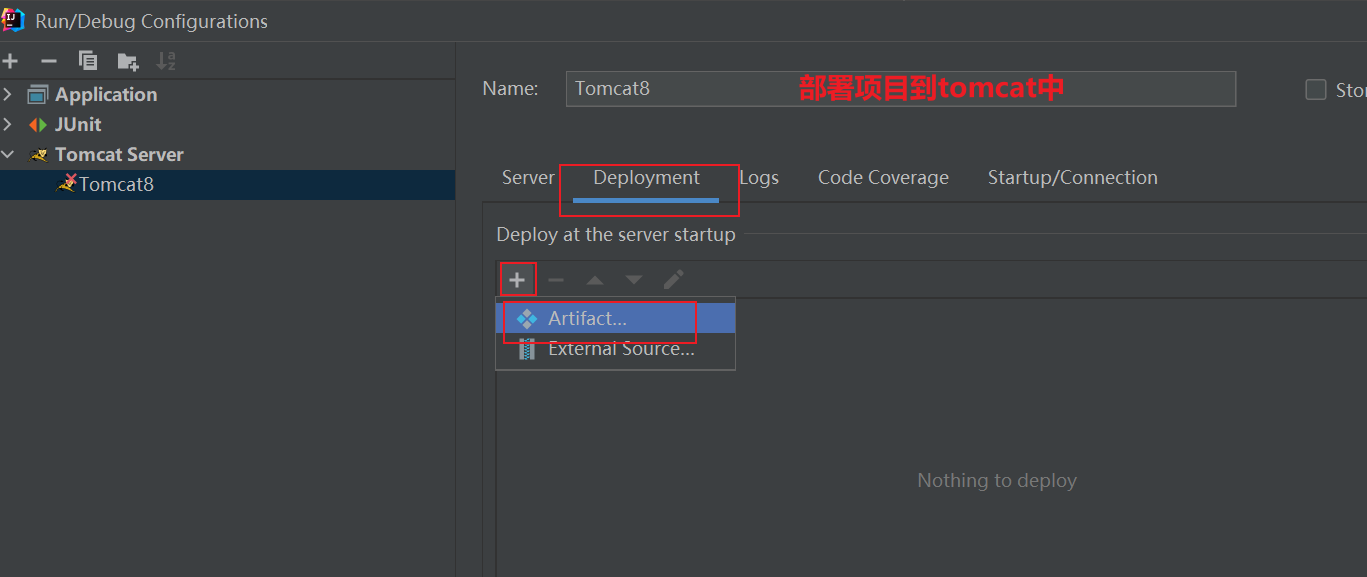 Run/Debug Configurations
Application
JUnit
Tomcat Server
Tomcat8
Name:
Tomcat8
部署项目到tomcat中
Stor
Server
Deployment
Logs
Code Coverage
Startup/Connection
Deploy at the server startup
Artifact...
External Source...
Nothing to deploy